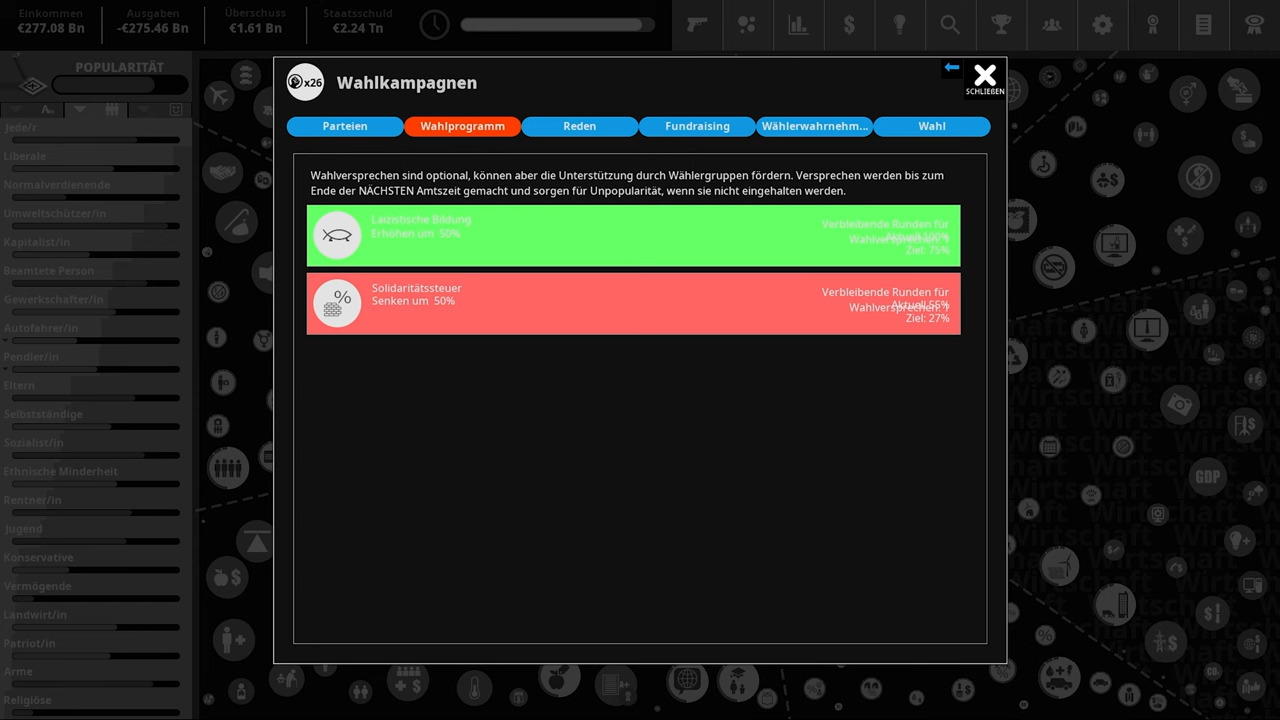 Einkommen
€277.08 Bn
Ausgaben
-€275.46 Bn
Überschuss
€1.61 Bn
Staatsschuld
€2.24 Tn
POPULARITÄT
Jede/r
Liberale
Normalverdienende
Umweltschützer/in
Kapitalist/in
Beamtete Person
Gewerkschafter/in
Autofahrer/in
Pendler/in
Eltern
Selbstständige
Sozialist/in
Ethnische Minderheit
Rentner/in
Jugend
Konservative
Vermögende
Landwirt/in
Patriot/in
Arme
Religiöse
x26
Wahlkampagnen
SCHLIEßEN
Parteien
Wahlprogramm
Reden
Fundraising
Wählerwahrnehm...
Wahl
Wahlversprechen sind optional, können aber die Unterstützung durch Wählergruppen fördern. Versprechen werden bis zum
Ende der NÄCHSTEN Amtszeit gemacht und sorgen für Unpopularität, wenn sie nicht eingehalten werden.
Laizistische Bildung
Erhöhen um 50%
Verbleibende Runden für
Aktuell 100%
Wahlversprechen: 1
Ziel: 75%
Solidaritätssteuer
Senken um 50%
Verbleibende Runden für
Aktuell 55%
Wahlversprechen: 1
Ziel: 27%
GDP